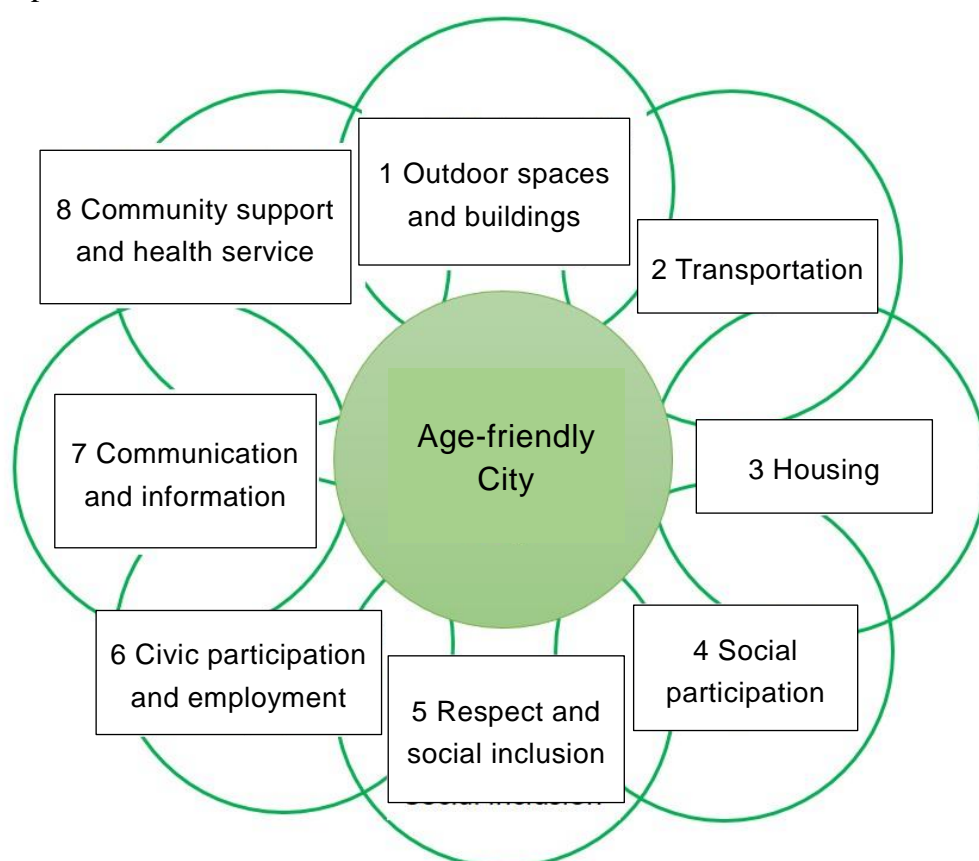 1 Outdoor spaces
and buildings
2 Transportation
3 Housing
4 Social
participation
5 Respect and
social inclusion
6 Civic participation
and employment
7 Communication
and information
8 Community support
and health service
Age-friendly
City